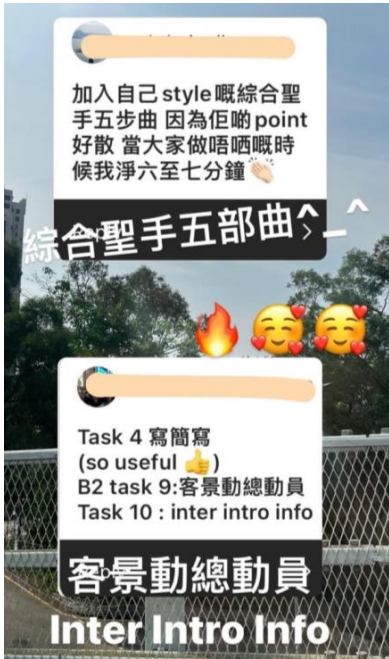 加入自己style嘅綜合聖
手五步曲 因為佢啲point
好散 當大家做唔哂嘅時
候我淨六至七分鐘👏🏻
綜合聖手五部曲^_^
🔥🥰🥰
Task 4 寫簡寫
(so useful 👍)
B2 task 9:客景動總動員
Task 10 : inter intro info
客景動總動員
Inter Intro Info